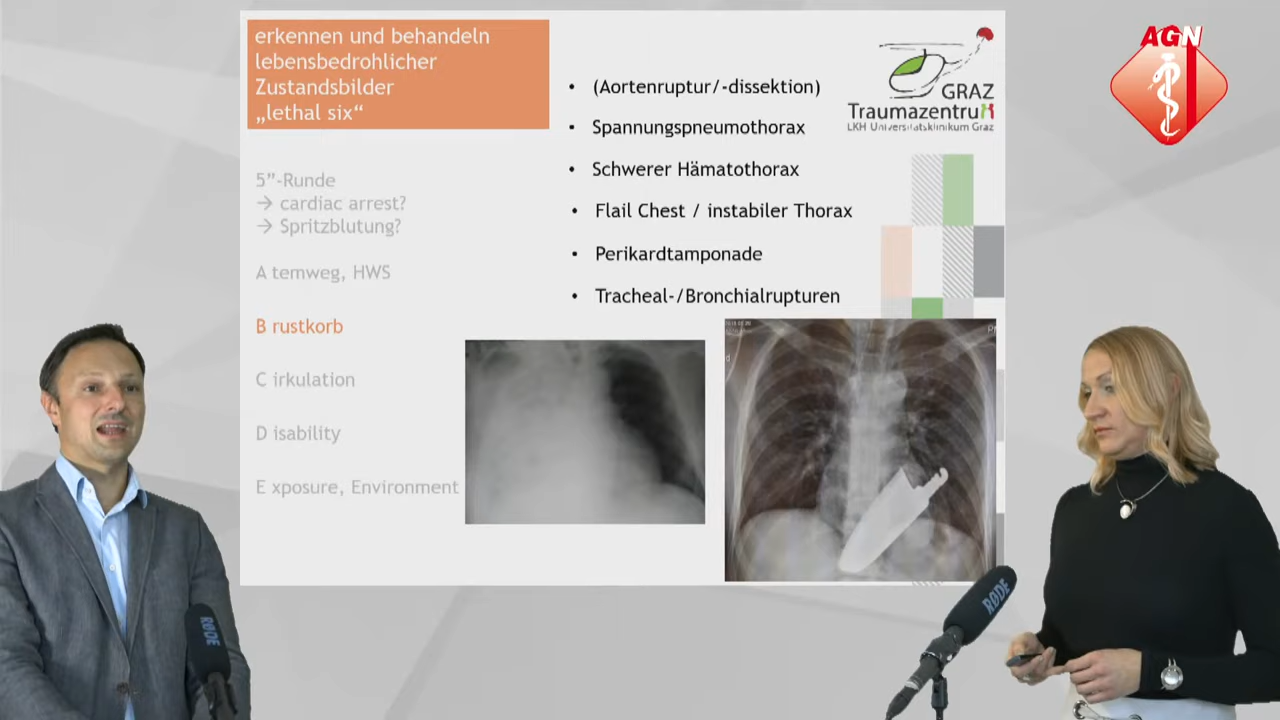 erkennen und behandeln
lebensbedrohlicher
Zustandsbilder
„lethal six“
5”-Runde
→ cardiac arrest?
→ Spritzblutung?
A temweg, HWS
B rustkorb
C irkulation
D isability
E xposure, Environment
• (Aortenruptur/-dissektion)
• Spannungspneumothorax
• Schwerer Hämatothorax
• Flail Chest / instabiler Thorax
• Perikardtamponade
• Tracheal-/Bronchialrupturen
GRAZ
Traumazentrum
LKH Universitätsklinikum Graz
AGN
RØDE
RØDE